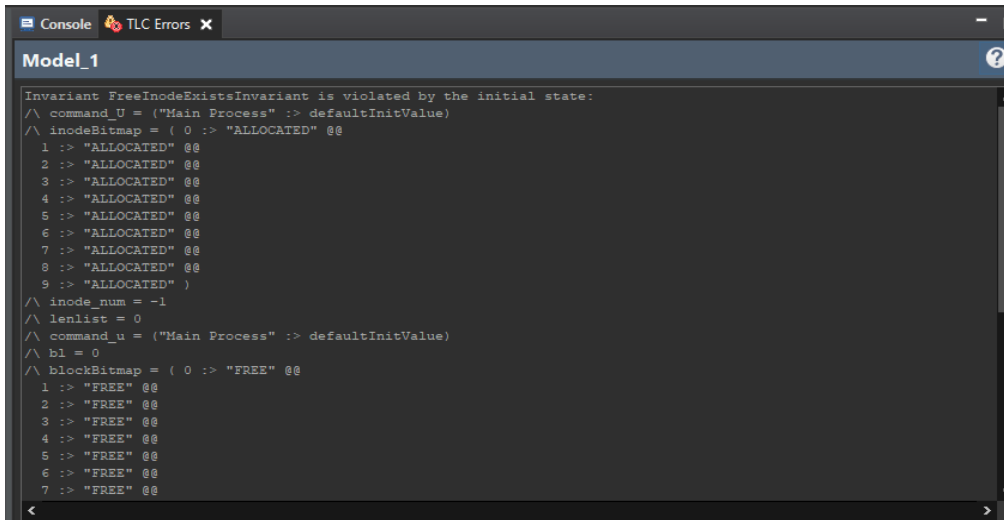 Console TLC Errors
Model_1
Invariant FreeInodeExistsInvariant is violated by the initial state:
/\ command_U = ("Main Process" :> defaultInitValue)
/\ inodeBitmap = ( 0 :> "ALLOCATED" @@
1 :> "ALLOCATED" @@
2 :> "ALLOCATED" @@
3 :> "ALLOCATED" @@
4 :> "ALLOCATED" @@
5 :> "ALLOCATED" @@
6 :> "ALLOCATED" @@
7 :> "ALLOCATED" @@
8 :> "ALLOCATED" @@
9 :> "ALLOCATED" )
/\ inode_num = -1
/\ lenlist = 0
/\ command_u = ("Main Process" :> defaultInitValue)
/\ bl = 0
/\ blockBitmap = ( 0 :> "FREE" @@
1 :> "FREE" @@
2 :> "FREE" @@
3 :> "FREE" @@
4 :> "FREE" @@
5 :> "FREE" @@
6 :> "FREE" @@
7 :> "FREE" @@